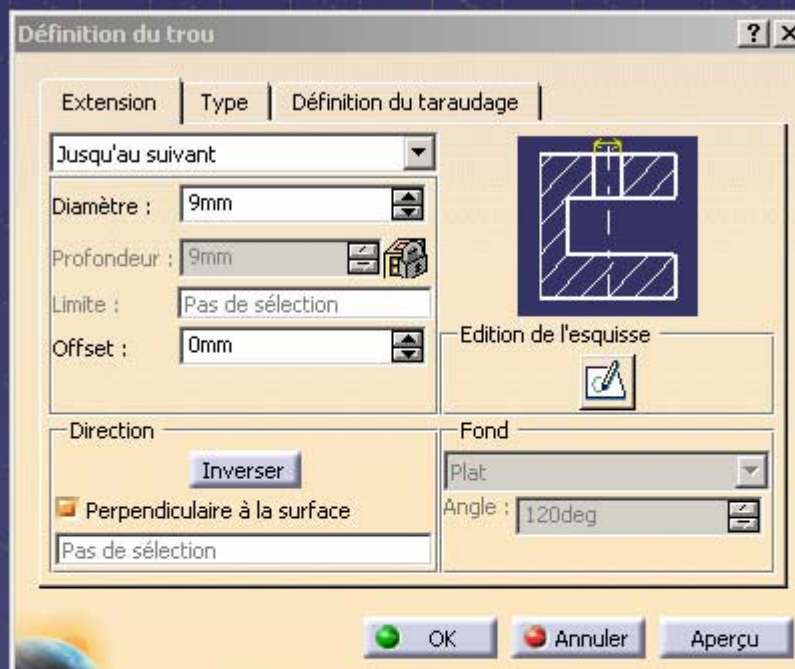 Définition du trou
Extension Type Définition du taraudage
Jusqu'au suivant
Diamètre : 9mm
Profondeur : 9mm
Limite : Pas de sélection
Offset : 0mm
Edition de l'esquisse
Direction
Inverser
Perpendiculaire à la surface
Pas de sélection
Fond
Plat
Angle : 120deg
OK Annuler Aperçu